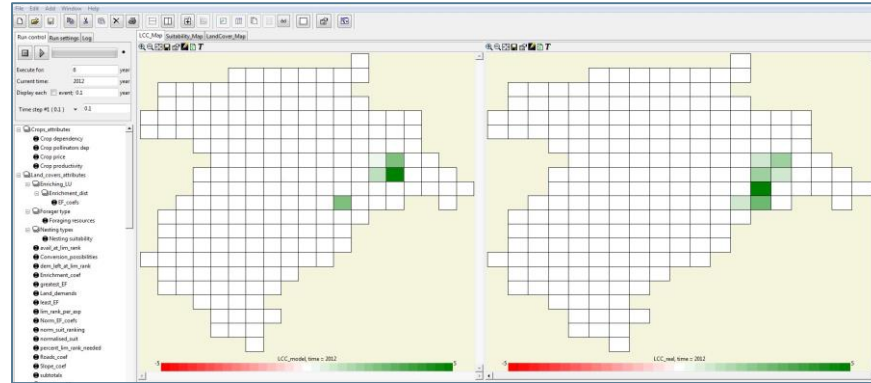 File Edit Add Window Help
Run control Run settings Log
Execute for: 6 year
Current time: 2012 year
Display each event; 0.1 year
Time step #1 ( 0.1 ) 0.1
Crops_attributes
Crop dependency
Crop pollinators dep
Crop price
Crop productivity
Land_covers_attributes
Enriching_LU
Enrichment_dist
EF_coefs
Forager type
Foraging resources
Nesting types
Nesting suitability
avail_at_lim_rank
Conversion_possibilities
dem_left_at_lim_rank
Enrichment_coef
greatest_EF
Land_demands
least_EF
lim_rank_per_asp
Norm_EF_coefs
norm_suit_ranking
normalised_suit
percent_lim_rank_needed
Roads_coef
Slope_coef
subtotals
LCC_Map Suitability_Map LandCover_Map
T
-5 LCC_model, time = 2012 5
T
-5 LCC_real, time = 2012 5